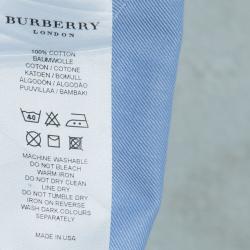 BURBERRY
LONDON
100% COTTON
BAUMWOLLE
COTON / COTONE
KATOEN / BOMULL
ALGODÓN / ALGODÃO
PUUVILLAA / BAMBAKI
40
MACHINE WASHABLE
DO NOT BLEACH
WARM IRON
DO NOT DRY CLEAN
LINE DRY
DO NOT TUMBLE DRY
IRON ON REVERSE
WASH DARK COLOURS
SEPARATELY
MADE IN USA